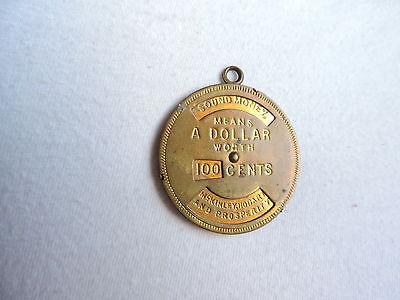 SOUND MONEY
MEANS
A DOLLAR
WORTH
100 CENTS
MCKINLEY, HOBART
AND PROSPERITY